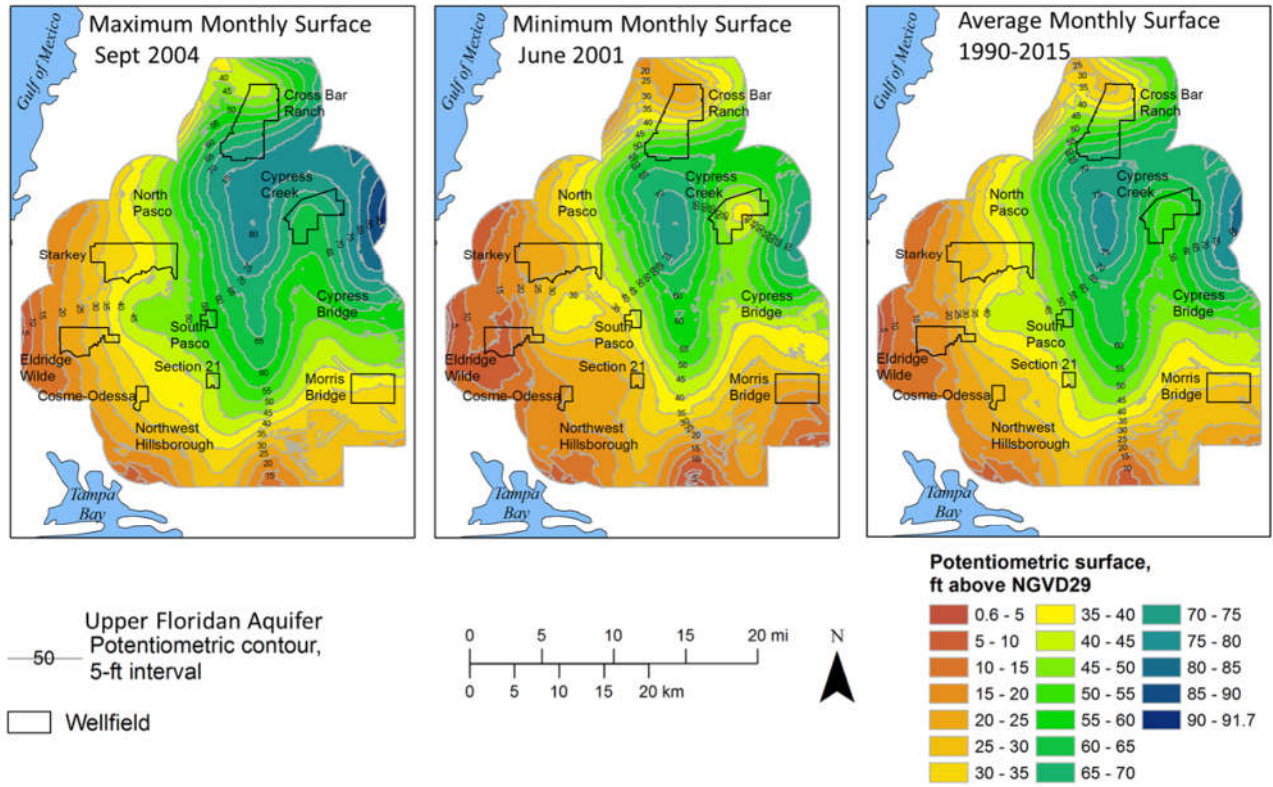 Maximum Monthly Surface
Sept 2004
Gulf of Mexico
Cross Bar
Ranch
North
Pasco
Cypress
Creek
Starkey
Cypress
Bridge
South
Pasco
Eldridge
Wilde
Section 21
Cosme-Odessa
Morris
Bridge
Northwest
Hillsborough
Tampa
Bay
Minimum Monthly Surface
June 2001
Gulf of Mexico
Cross Bar
Ranch
North
Pasco
Cypress
Creek
Starkey
Cypress
Bridge
South
Pasco
Eldridge
Wilde
Section 21
Cosme-Odessa
Morris
Bridge
Northwest
Hillsborough
Tampa
Bay
Average Monthly Surface
1990-2015
Gulf of Mexico
Cross Bar
Ranch
North
Pasco
Cypress
Creek
Starkey
Cypress
Bridge
South
Pasco
Eldridge
Wilde
Section 21
Cosme-Odessa
Morris
Bridge
Northwest
Hillsborough
Tampa
Bay
Upper Floridan Aquifer
50
Potentiometric contour,
5-ft interval
Wellfield
0 5 10 15 20 mi
0 5 10 15 20 km
N
Potentiometric surface,
ft above NGVD29
0.6 - 5
5 - 10
10 - 15
15 - 20
20 - 25
25 - 30
30 - 35
35 - 40
40 - 45
45 - 50
50 - 55
55 - 60
60 - 65
65 - 70
70 - 75
75 - 80
80 - 85
85 - 90
90 - 91.7